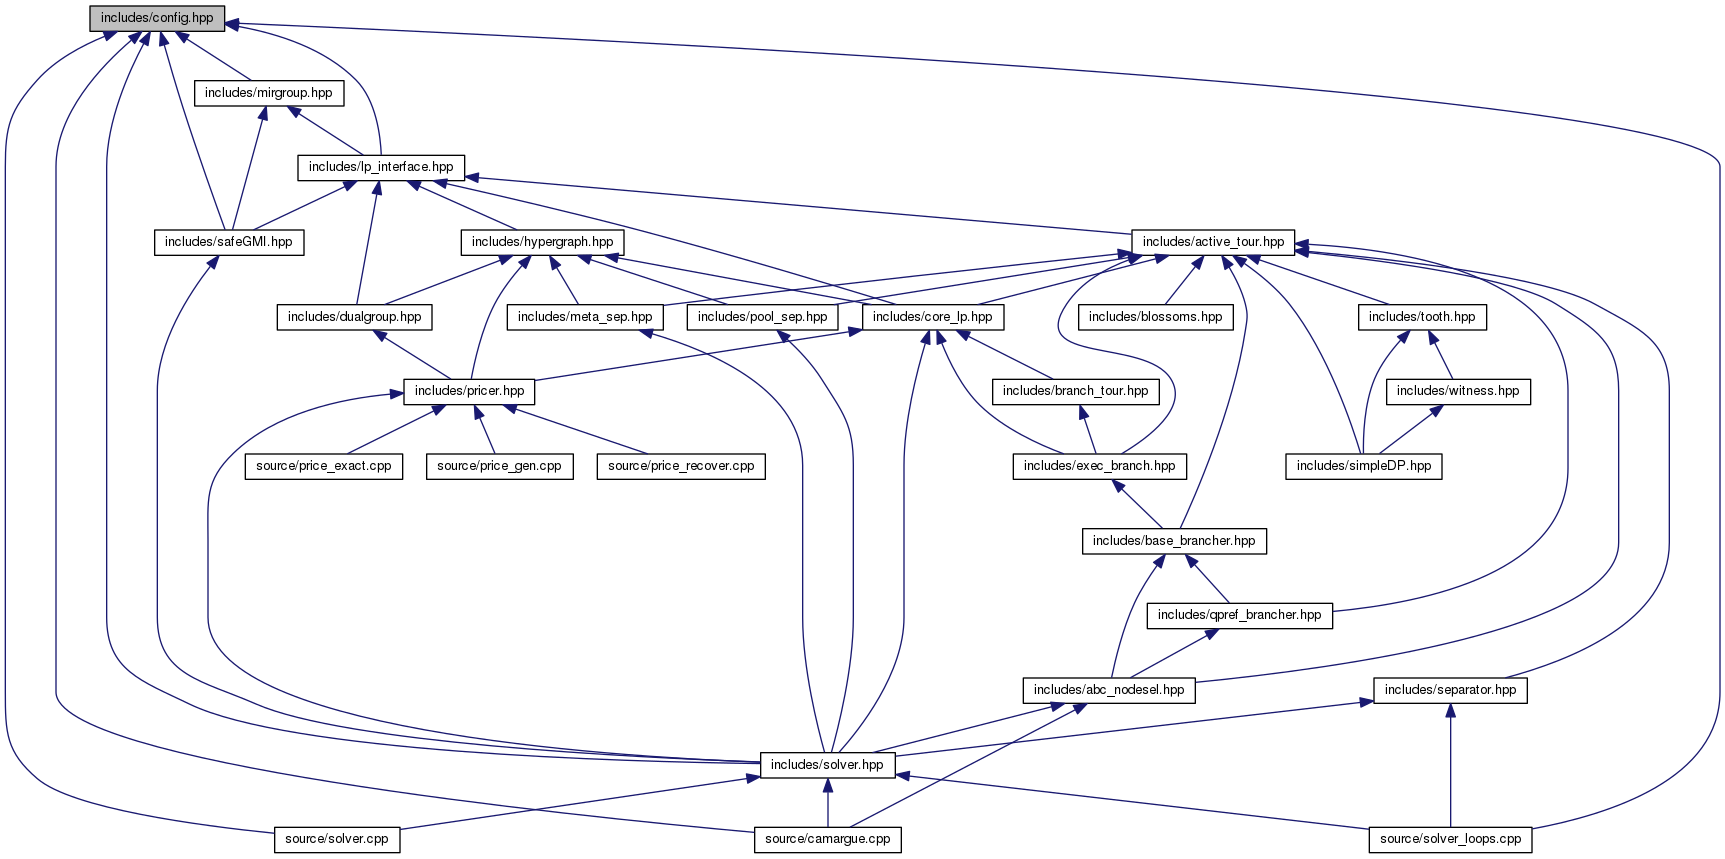 includes/config.hpp
includes/mirgroup.hpp
includes/lp_interface.hpp
includes/safeGMI.hpp
includes/hypergraph.hpp
includes/active_tour.hpp
includes/dualgroup.hpp
includes/meta_sep.hpp
includes/pool_sep.hpp
includes/core_lp.hpp
includes/blossoms.hpp
includes/tooth.hpp
includes/pricer.hpp
includes/branch_tour.hpp
includes/witness.hpp
source/price_exact.cpp
source/price_gen.cpp
source/price_recover.cpp
includes/exec_branch.hpp
includes/simpleDP.hpp
includes/base_brancher.hpp
includes/qpref_brancher.hpp
includes/abc_nodesel.hpp
includes/separator.hpp
includes/solver.hpp
source/solver.cpp
source/camargue.cpp
source/solver_loops.cpp